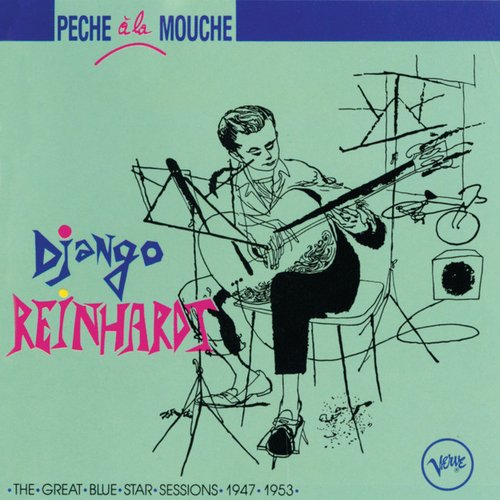 PECHE à la MOUCHE
Django
REINHARDT
Verve
•THE•GREAT•BLUE•STAR•SESSIONS•1947•1953•